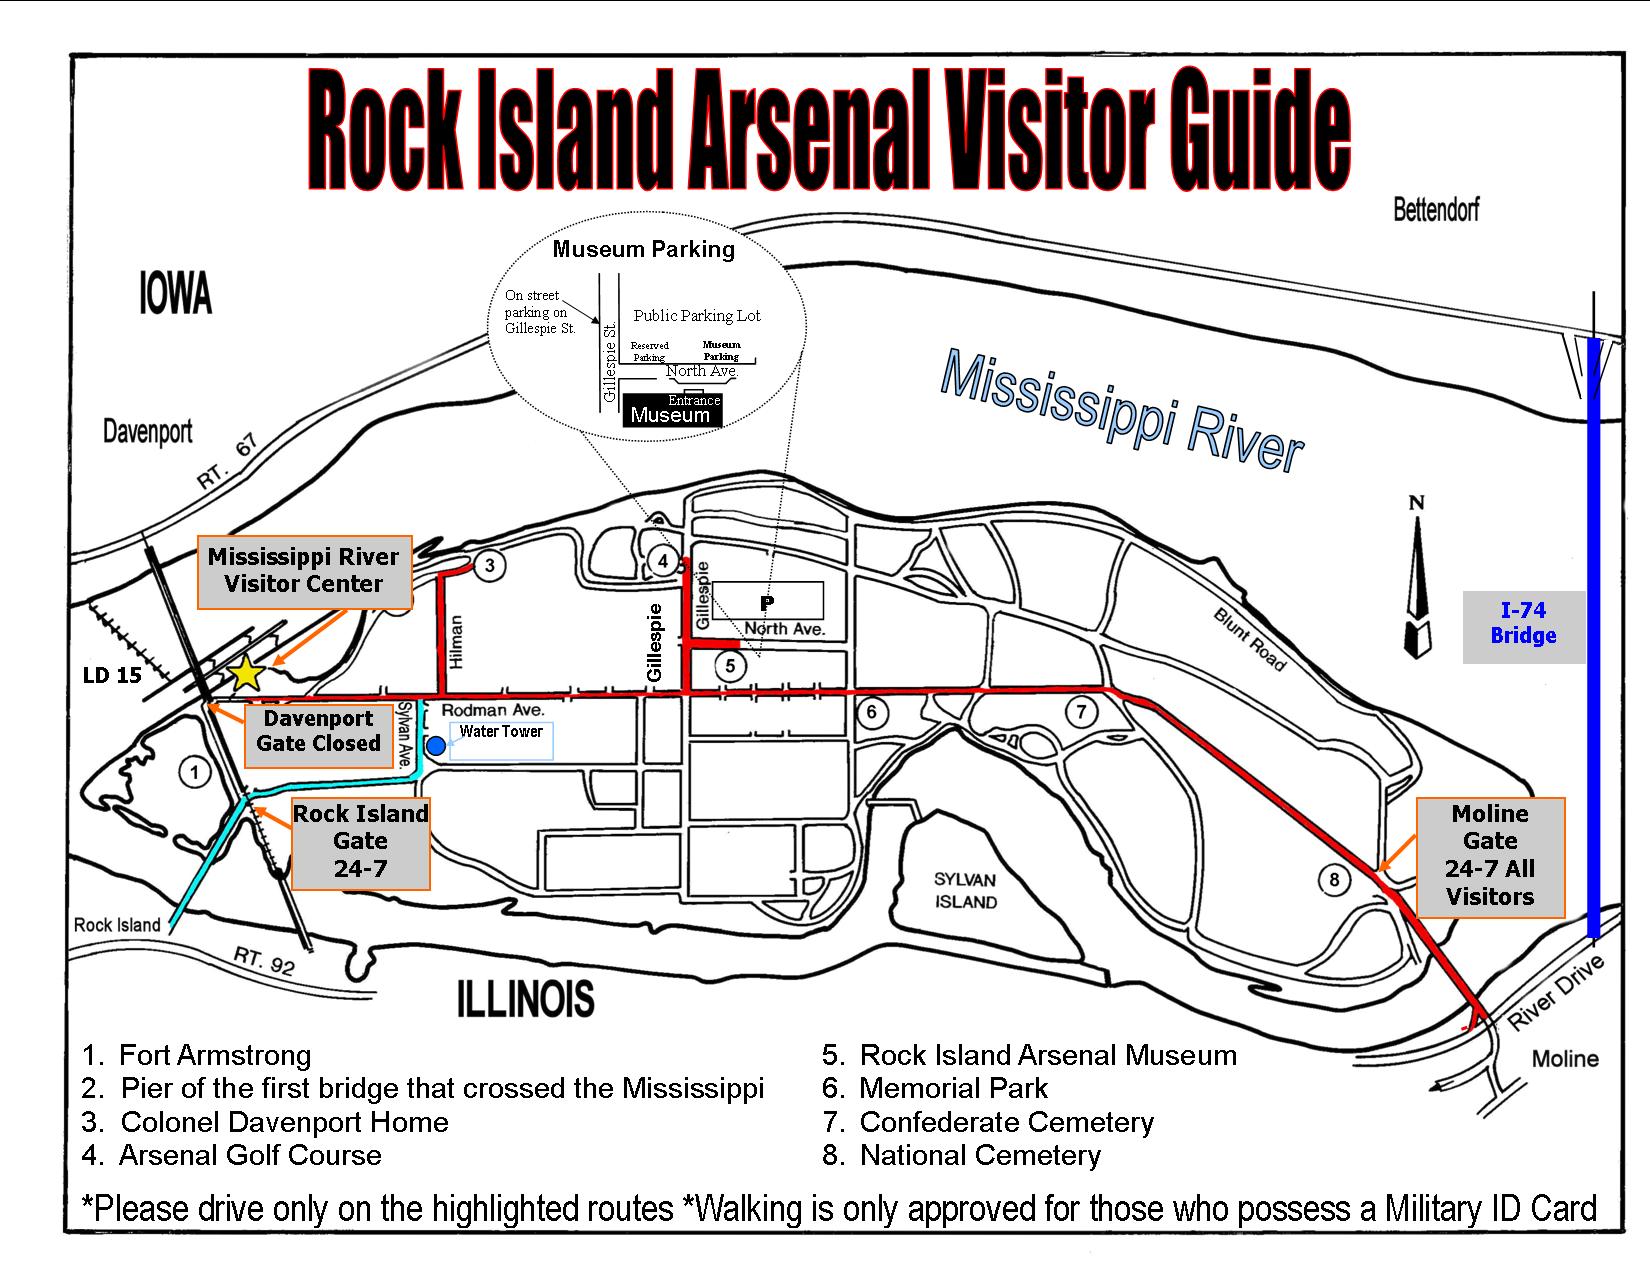 Rock Island Arsenal Visitor Guide
Bettendorf
IOWA
Museum Parking
On street
parking on
Gillespie St.
Gillespie St.
Public Parking Lot
Reserved
Parking
Museum
Parking
North Ave.
Entrance
Museum
Mississippi River
Davenport
RT. 67
N
Mississippi River
Visitor Center
3
4
Gillespie
P
North Ave.
Hilman
Gillespie
5
Blunt Road
I-74
Bridge
LD 15
Davenport
Gate Closed
Sylvan Ave.
Rodman Ave.
Water Tower
6
7
1
Rock Island
Gate
24-7
Moline
Gate
24-7 All
Visitors
8
SYLVAN
ISLAND
Rock Island
RT. 92
ILLINOIS
River Drive
Moline
1. Fort Armstrong
2. Pier of the first bridge that crossed the Mississippi
3. Colonel Davenport Home
4. Arsenal Golf Course
5. Rock Island Arsenal Museum
6. Memorial Park
7. Confederate Cemetery
8. National Cemetery
*Please drive only on the highlighted routes *Walking is only approved for those who possess a Military ID Card